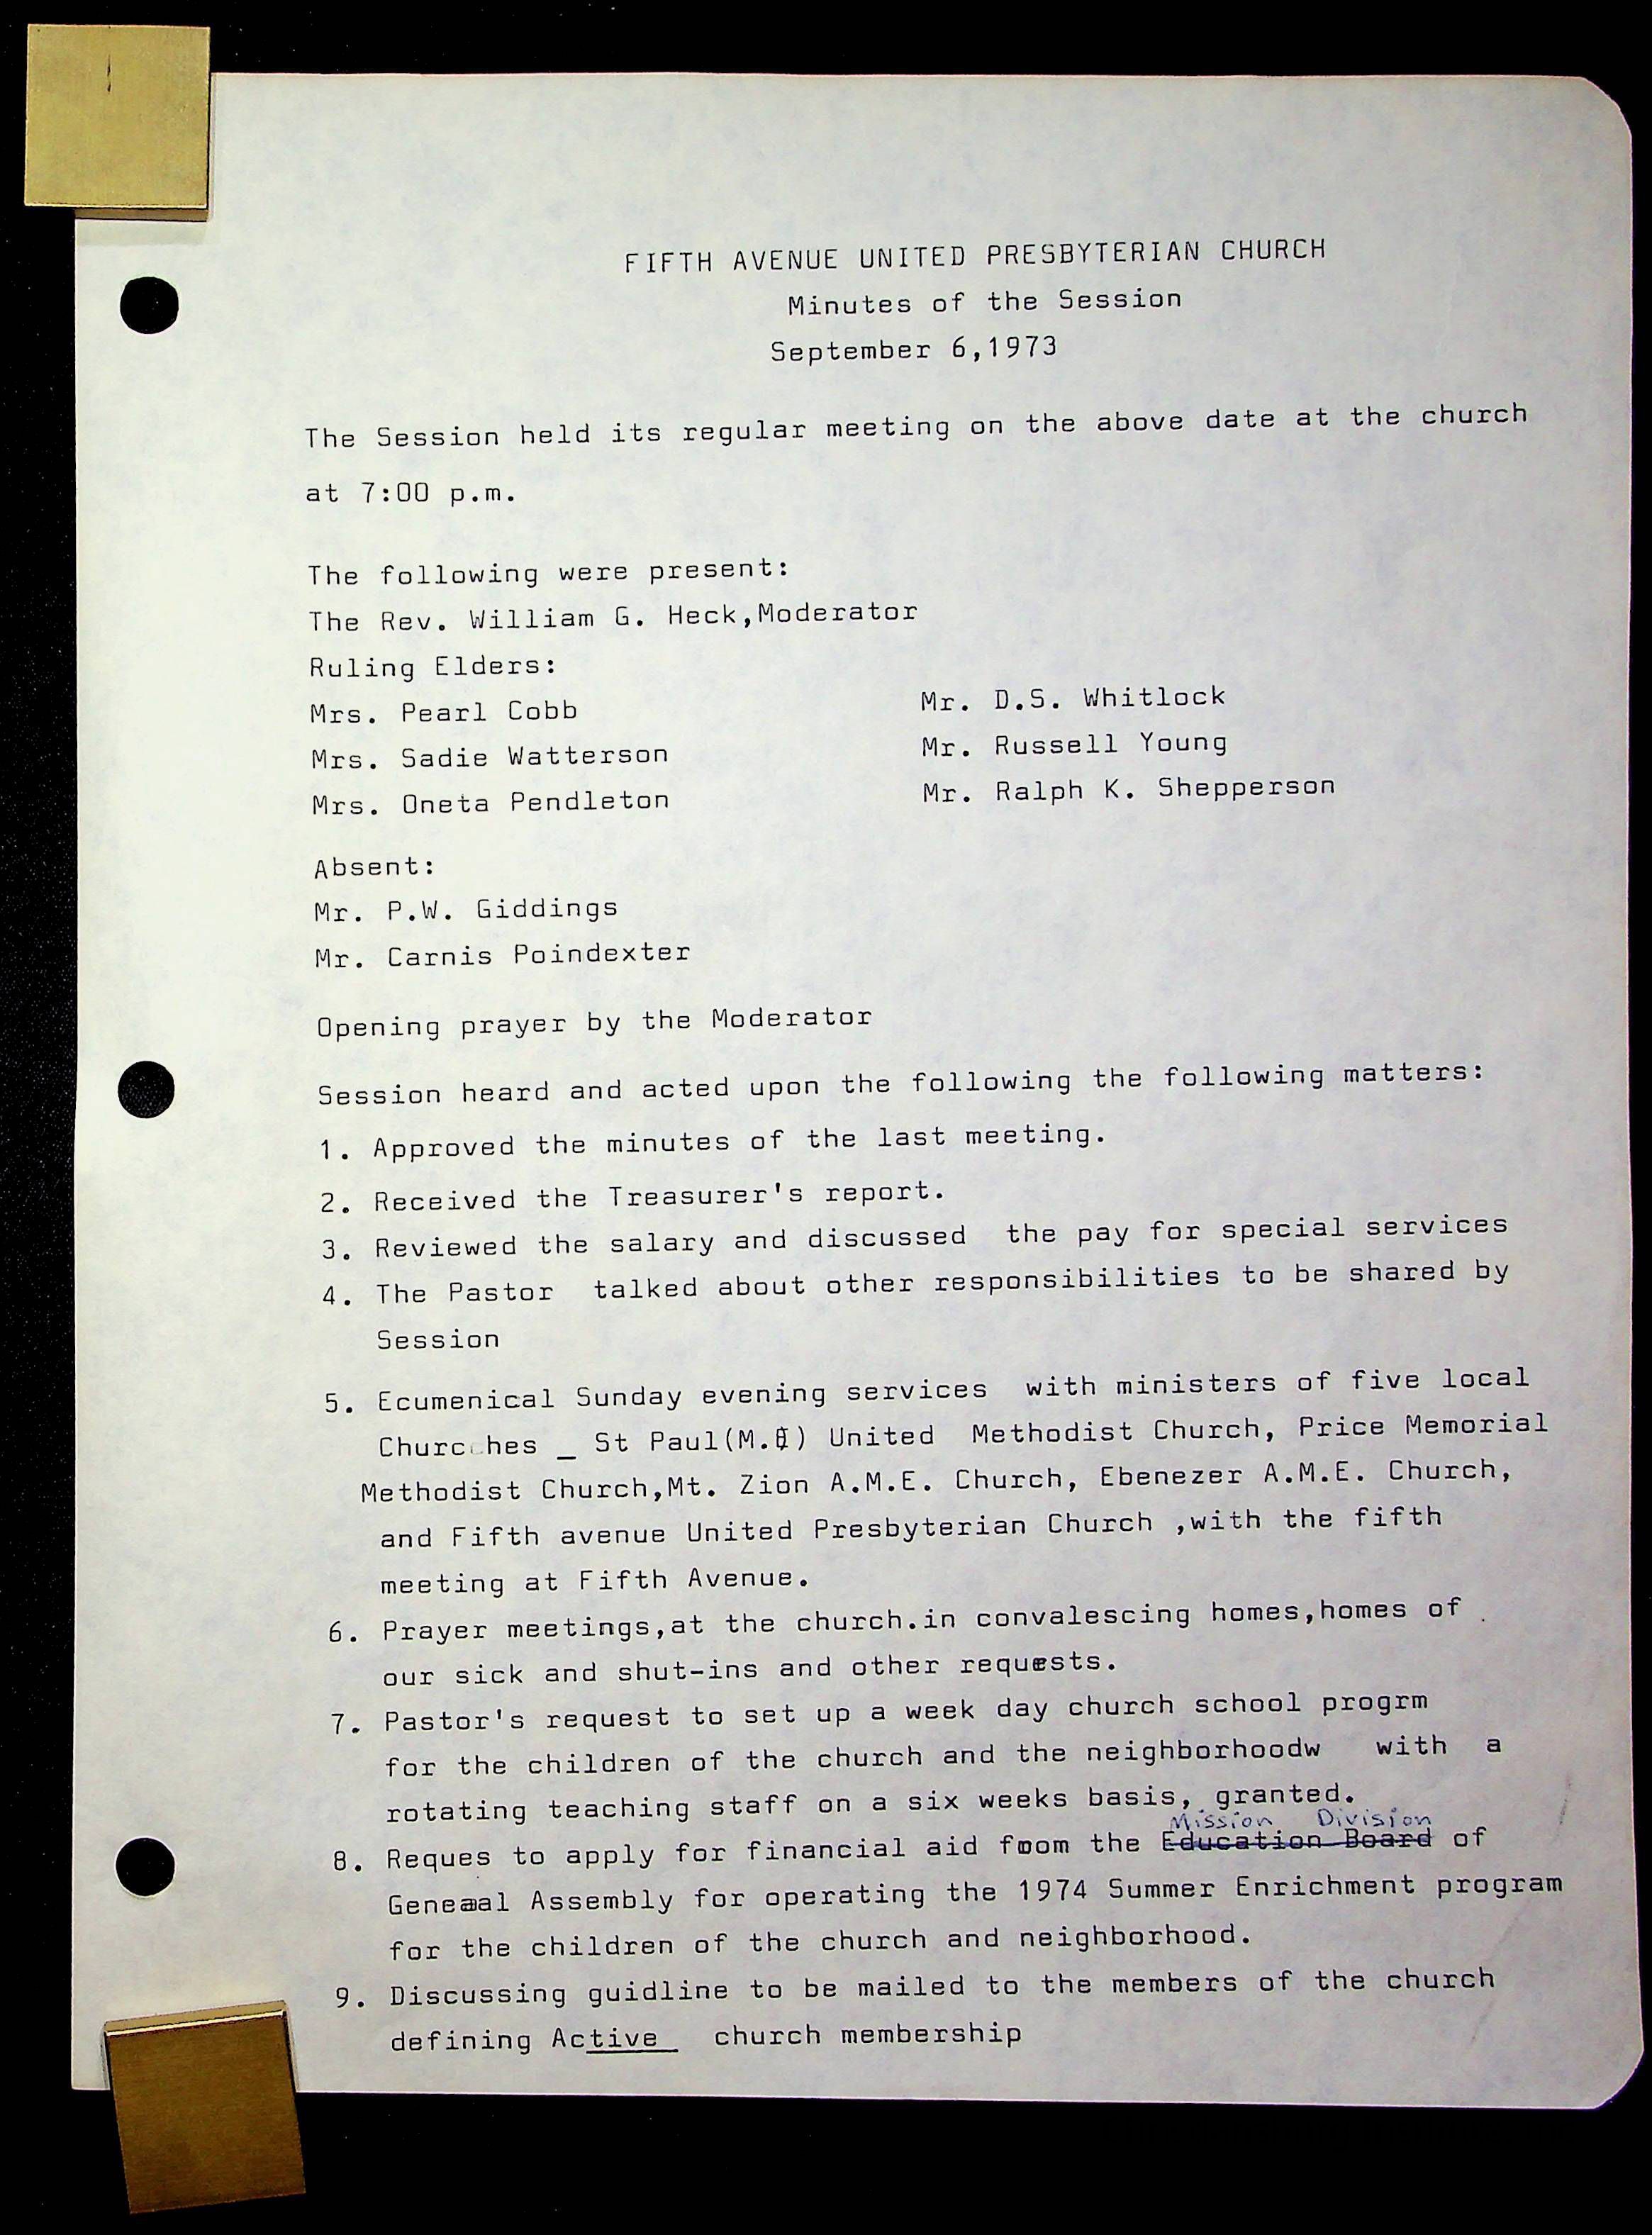 FIFTH AVENUE UNITED PRESBYTERIAN CHURCH
Minutes of the Session
September 6,1973
The Session held its regular meeting on the above date at the church
at 7:00 p.m.
The following were present:
The Rev. William G. Heck,Moderator
Ruling Elders:
Mrs. Pearl Cobb Mr. D.S. Whitlock
Mrs. Sadie Watterson Mr. Russell Young
Mrs. Oneta Pendleton Mr. Ralph K. Shepperson
Absent:
Mr. P.W. Giddings
Mr. Carnis Poindexter
Opening prayer by the Moderator
Session heard and acted upon the following the following matters:
1. Approved the minutes of the last meeting.
2. Received the Treasurer's report.
3. Reviewed the salary and discussed the pay for special services
4. The Pastor talked about other responsibilities to be shared by
Session
5. Ecumenical Sunday evening services with ministers of five local
Churches _ St Paul(M.E) United Methodist Church, Price Memorial
Methodist Church,Mt. Zion A.M.E. Church, Ebenezer A.M.E. Church,
and Fifth avenue United Presbyterian Church ,with the fifth
meeting at Fifth Avenue.
6. Prayer meetings,at the church.in convalescing homes,homes of
our sick and shut-ins and other requests.
7. Pastor's request to set up a week day church school progrm
for the children of the church and the neighborhoodw with a
rotating teaching staff on a six weeks basis, granted.
Mission Division
8. Reques to apply for financial aid from the Education Board of
General Assembly for operating the 1974 Summer Enrichment program
for the children of the church and neighborhood.
9. Discussing guidline to be mailed to the members of the church
defining Active church membership